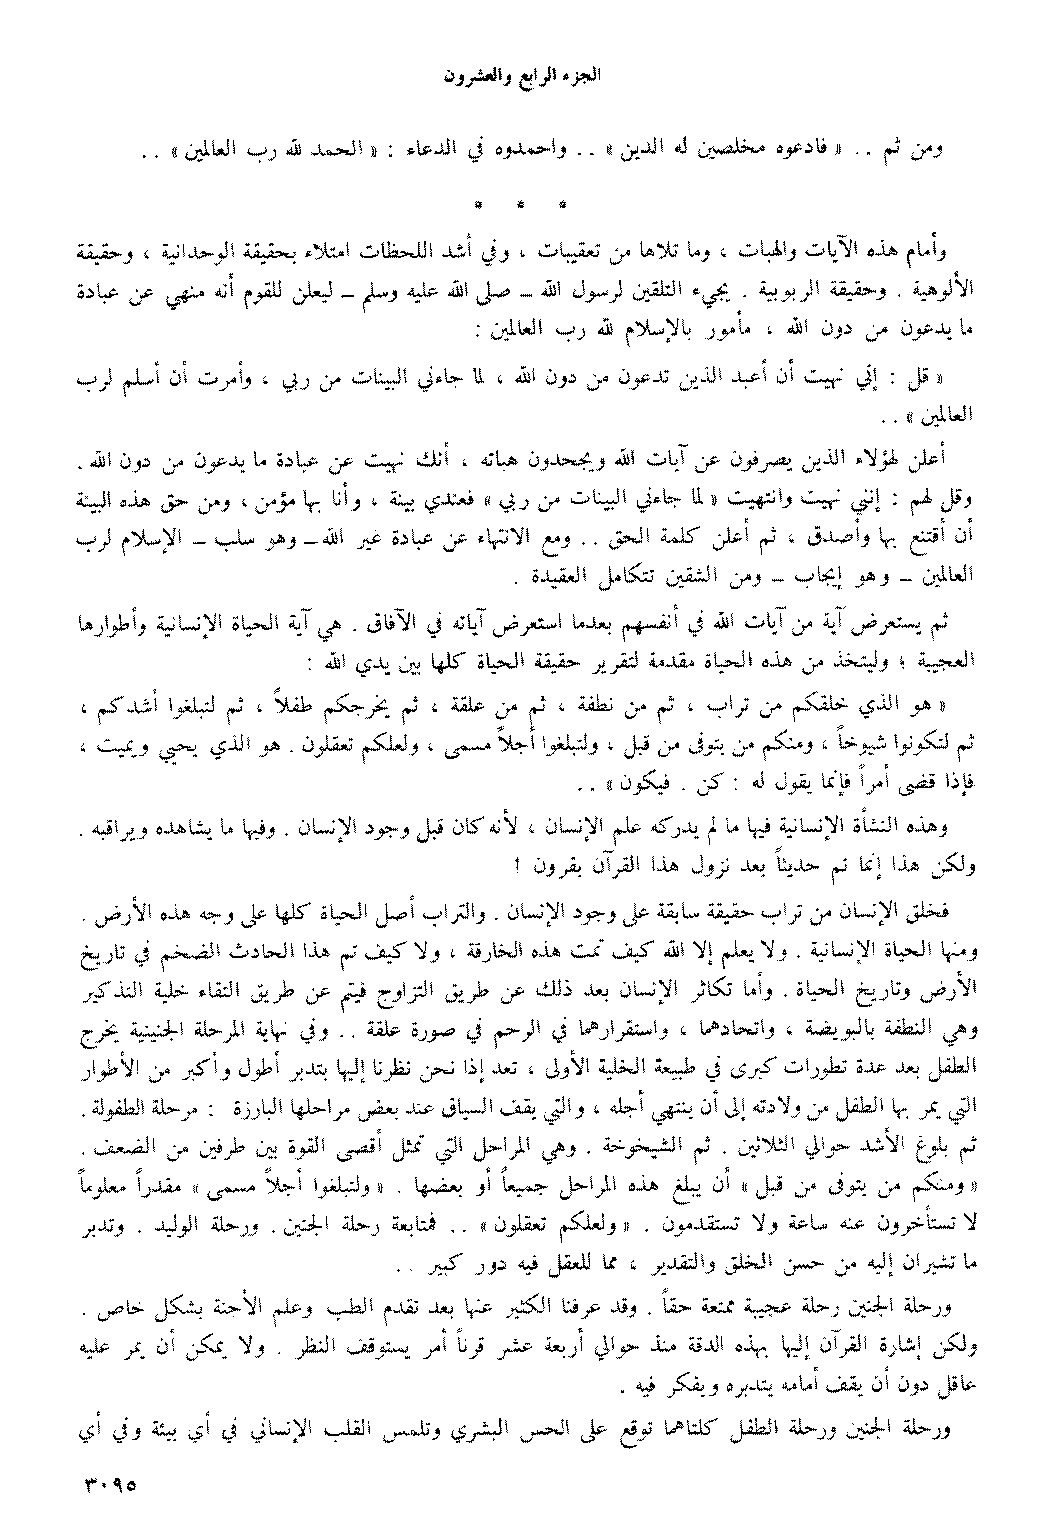 الجزء الرابع والعشرون
ومن ثم .. « فادعوه مخلصين له الدين » .. واحمدوه في الدعاء : « الحمد لله رب العالمين » ..
* * *
وأمام هذه الآيات والهبات ، وما تلاها من تعقيبات ، وفي أشد اللحظات امتلاء بحقيقة الوحدانية ، وحقيقة
الألوهية . وحقيقة الربوبية . يجيء التلقين لرسول الله – صلى الله عليه وسلم – ليعلن للقوم أنه منهي عن عبادة
ما يدعون من دون الله ، مأمور بالإسلام لله رب العالمين :
« قل : إني نهيت أن أعبد الذين تدعون من دون الله ، لما جاءني البينات من ربي ، وأمرت أن أسلم لرب
العالمين » ..
أعلن لهؤلاء الذين يصرفون عن آيات الله ويجحدون هباته ، أنك نهيت عن عبادة ما يدعون من دون الله .
وقل لهم : إنني نهيت وانتهيت « لما جاءني البينات من ربي » فعندي بينة ، وأنا بها مؤمن ، ومن حق هذه البينة
أن أقتنع بها وأصدق ، ثم أعلن كلمة الحق .. ومع الانتهاء عن عبادة غير الله – وهو سلب – الإسلام لرب
العالمين – وهو إيجاب – ومن الشقين تتكامل العقيدة .
ثم يستعرض آية من آيات الله في أنفسهم بعدما استعرض آياته في الآفاق . هي آية الحياة الإنسانية وأطوارها
العجيبة ؛ وليتخذ من هذه الحياة مقدمة لتقرير حقيقة الحياة كلها بين يدي الله :
« هو الذي خلقكم من تراب ، ثم من نطفة ، ثم من علقة ، ثم يخرجكم طفلاً ، ثم لتبلغوا أشدكم ،
ثم لتكونوا شيوخاً ، ومنكم من يتوفى من قبل ، ولتبلغوا أجلاً مسمى ، ولعلكم تعقلون . هو الذي يحيي ويميت ،
فإذا قضى أمراً فإنما يقول له : كن . فيكون » ..
وهذه النشأة الإنسانية فيها ما لم يدركه علم الإنسان ، لأنه كان قبل وجود الإنسان . وفيها ما يشاهده ويراقبه .
ولكن هذا إنما تم حديثاً بعد نزول هذا القرآن بقرون !
فخلق الإنسان من تراب حقيقة سابقة على وجود الإنسان . والتراب أصل الحياة كلها على وجه هذه الأرض .
ومنها الحياة الإنسانية . ولا يعلم إلا الله كيف تمت هذه الخارقة ، ولا كيف تم هذا الحادث الضخم في تاريخ
الأرض وتاريخ الحياة . وأما تكاثر الإنسان بعد ذلك عن طريق التزاوج فيتم عن طريق التقاء خلية التذكير
وهي النطفة بالبويضة ، واتحادهما ، واستقرارهما في الرحم في صورة علقة .. وفي نهاية المرحلة الجنينية يخرج
الطفل بعد عدة تطورات كبرى في طبيعة الخلية الأولى ، تعد إذا نحن نظرنا إليها بتدبر أطول وأكبر من الأطوار
التي يمر بها الطفل من ولادته إلى أن ينتهي أجله ، والتي يقف السياق عند بعض مراحلها البارزة : مرحلة الطفولة .
ثم بلوغ الأشد حوالي الثلاثين . ثم الشيخوخة . وهي المراحل التي تمثل أقصى القوة بين طرفين من الضعف .
« ومنكم من يتوفى من قبل » أن يبلغ هذه المراحل جميعاً أو بعضها . « ولتبلغوا أجلاً مسمى » مقدراً معلوماً
لا تستأخرون عنه ساعة ولا تستقدمون . « ولعلكم تعقلون » .. فمتابعة رحلة الجنين . ورحلة الوليد . وتدبر
ما تشيران إليه من حسن الخلق والتقدير ، مما للعقل فيه دور كبير ..
ورحلة الجنين رحلة عجيبة ممتعة حقاً . وقد عرفنا الكثير عنها بعد تقدم الطب وعلم الأجنة بشكل خاص .
ولكن إشارة القرآن إليها بهذه الدقة منذ حوالي أربعة عشر قرناً أمر يستوقف النظر . ولا يمكن أن يمر عليه
عاقل دون أن يقف أمامه يتدبره ويفكر فيه .
ورحلة الجنين ورحلة الطفل كلتاهما توقع على الحس البشري وتلمس القلب الإنساني في أي بيئة وفي أي
٣٠٩٥